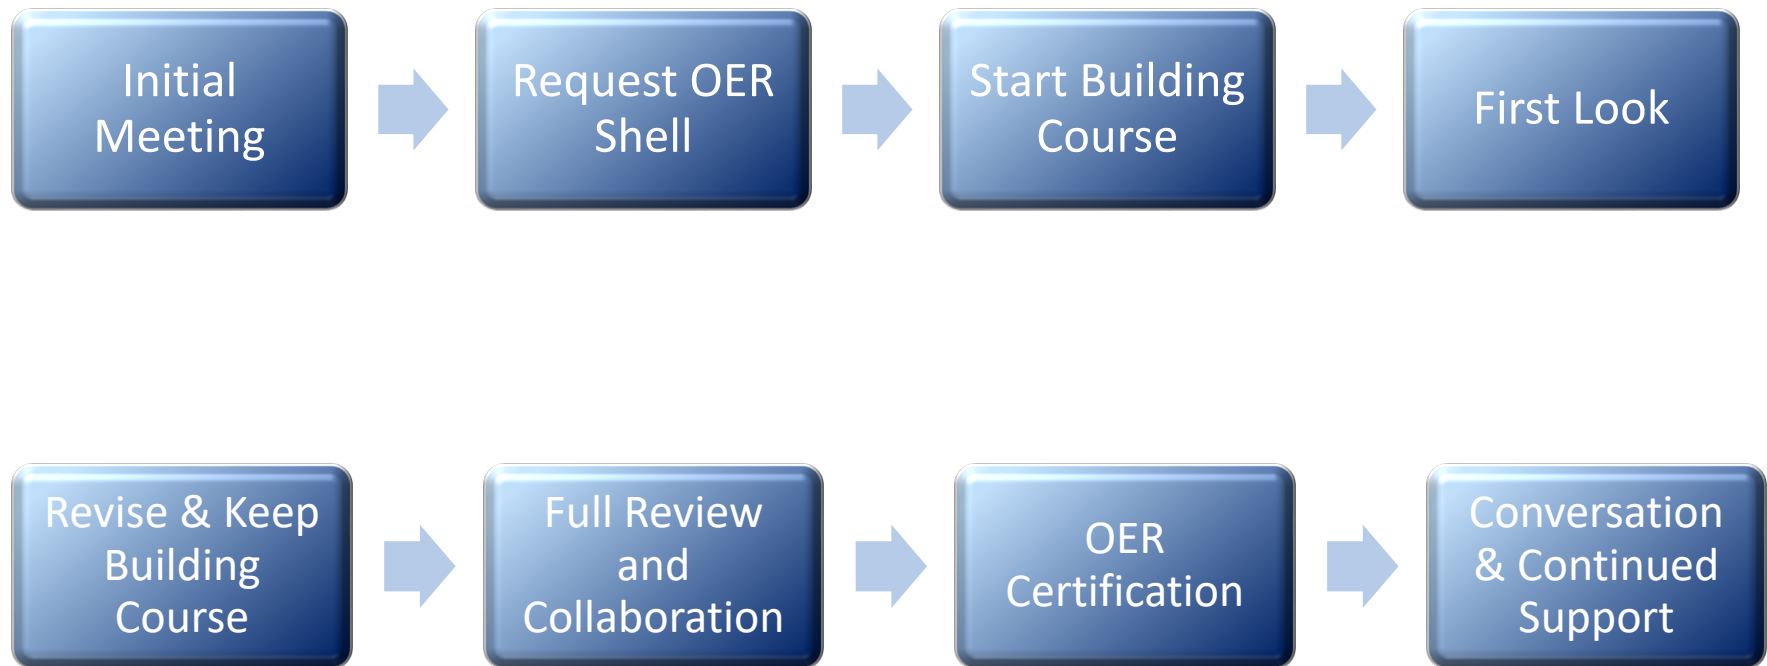 Initial
Meeting
Request OER
Shell
Start Building
Course
First Look
Revise & Keep
Building
Course
Full Review
and
Collaboration
OER
Certification
Conversation
& Continued
Support